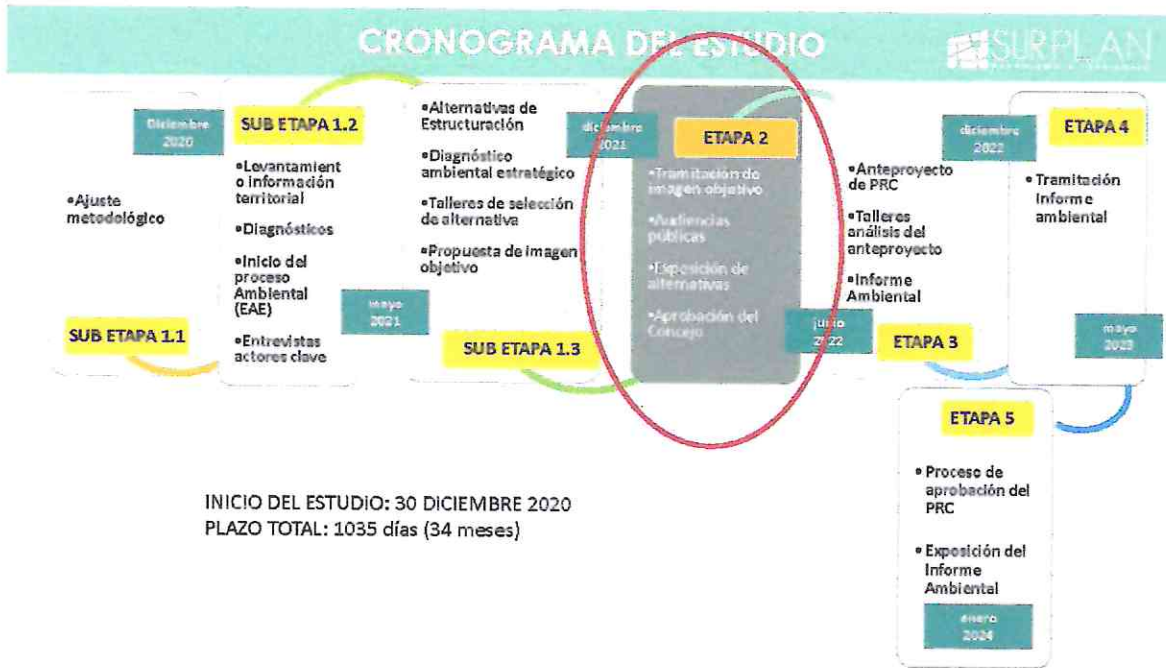 CRONOGRAMA DEL ESTUDIO
SURPLAN
Diciembre
2020
•Ajuste
metodológico
SUB ETAPA 1.1
SUB ETAPA 1.2
•Levantamient
o información
territorial
•Diagnósticos
•Inicio del
proceso
Ambiental
(EAE)
•Entrevistas
actores clave
mayo
2021
•Alternativas de
Estructuración
•Diagnóstico
ambiental estratégico
•Talleres de selección
de alternativa
•Propuesta de imagen
objetivo
SUB ETAPA 1.3
diciembre
2021
ETAPA 2
•Tramitación de
imagen objetivo
•Audiencias
públicas
•Exposición de
alternativas
•Aprobación del
Concejo
junio
2022
•Anteproyecto
de PRC
•Talleres
análisis del
anteproyecto
•Informe
Ambiental
ETAPA 3
diciembre
2022
ETAPA 4
• Tramitación
Informe
ambiental
mayo
2023
ETAPA 5
• Proceso de
aprobación del
PRC
• Exposición del
Informe
Ambiental
enero
2024
INICIO DEL ESTUDIO: 30 DICIEMBRE 2020
PLAZO TOTAL: 1035 días (34 meses)